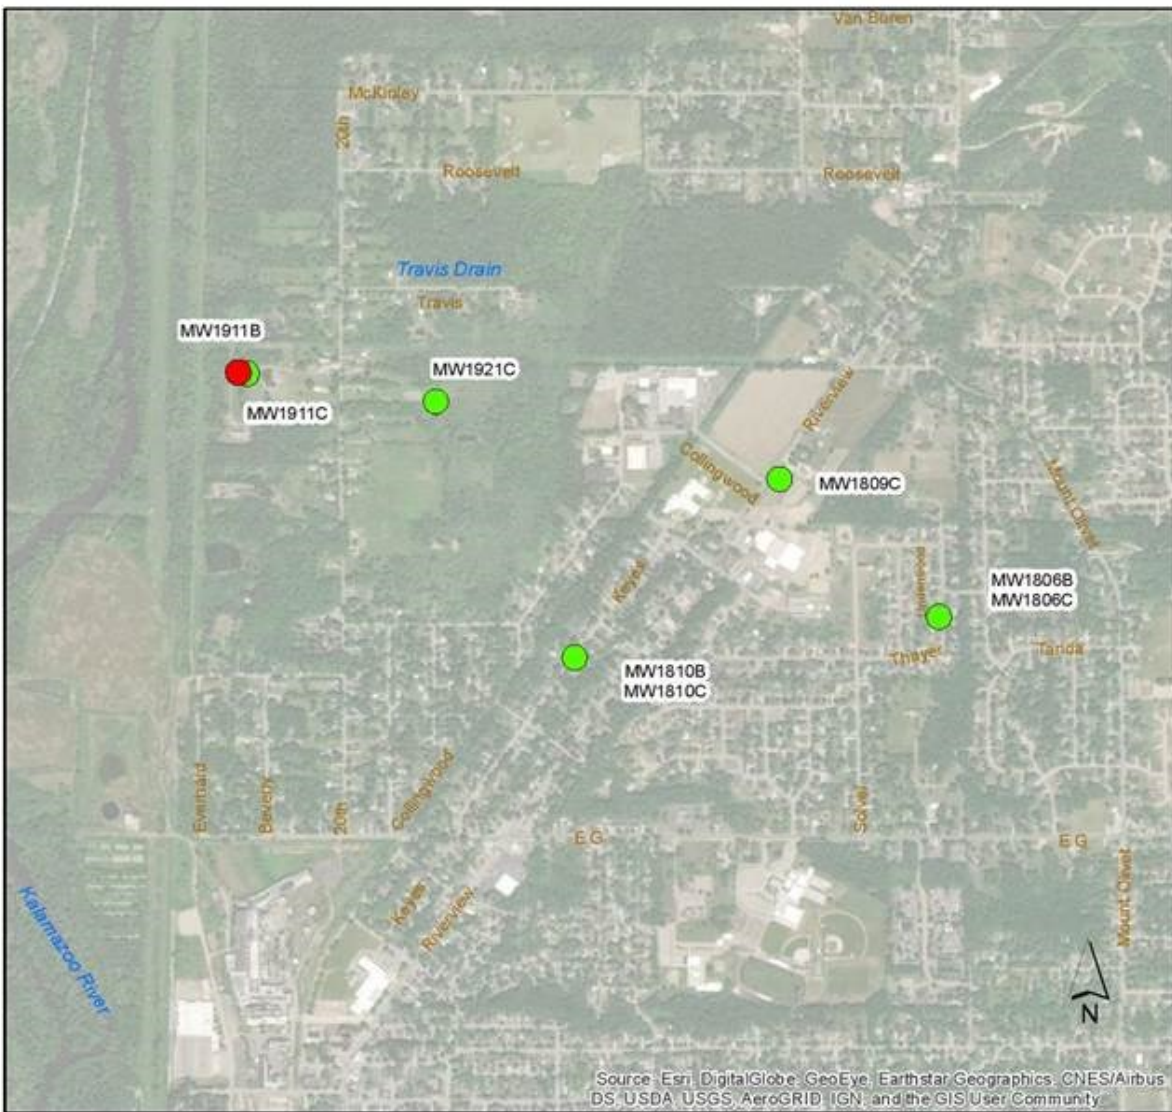 Van Buren
McKinley
20th
Roosevelt
Roosevelt
Travis Drain
Travis
MW1911B
MW1921C
MW1911C
Riverview
Collingwood
MW1809C
Mount Olivet
Keyes
MW1806B
MW1806C
Thayer
Tanda
MW1810B
MW1810C
Everhard
Beverly
20th
Collingwood
E G
Solvai
E G
Keyes
Riverview
Mount Olivet
Kalamazoo River
N
Source: Esri, DigitalGlobe, GeoEye, Earthstar Geographics, CNES/Airbus
DS, USDA, USGS, AeroGRID, IGN, and the GIS User Community